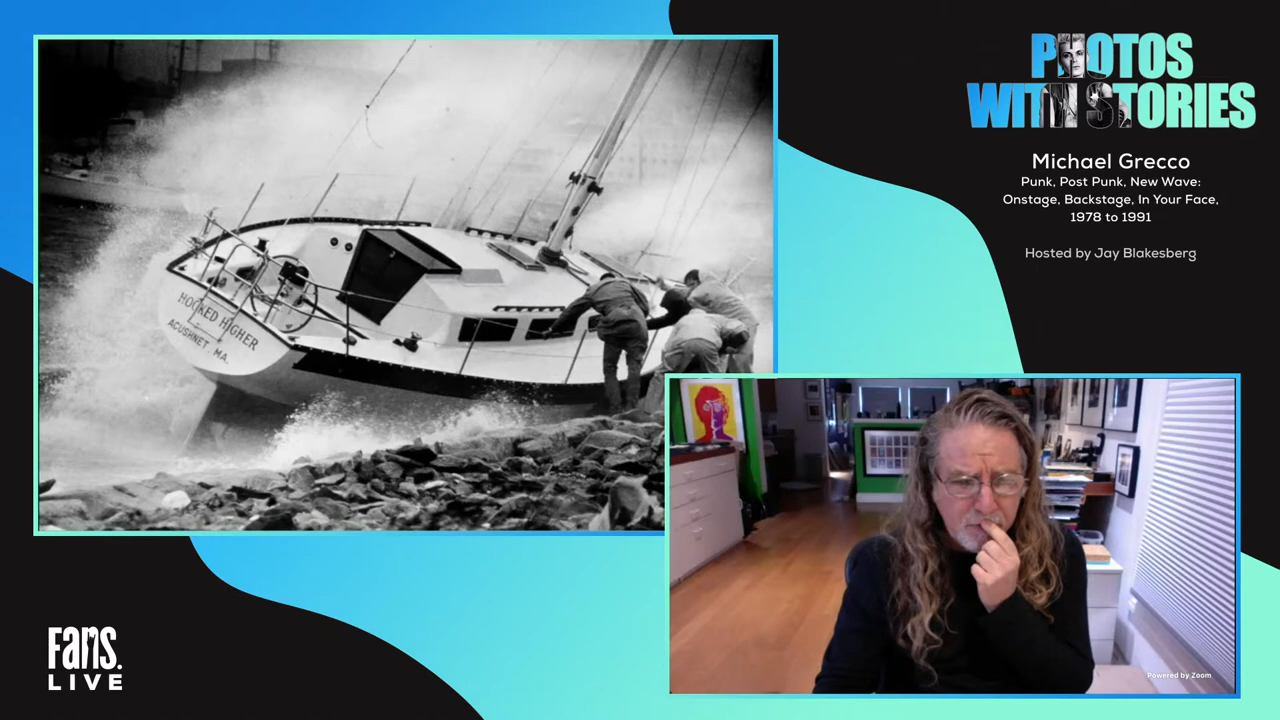 PHOTOS
WITH STORIES
Michael Grecco
Punk, Post Punk, New Wave:
Onstage, Backstage, In Your Face,
1978 to 1991
Hosted by Jay Blakesberg
HOOKED HIGHER
ACUSHNET, MA.
Fans.
LIVE
Powered by Zoom